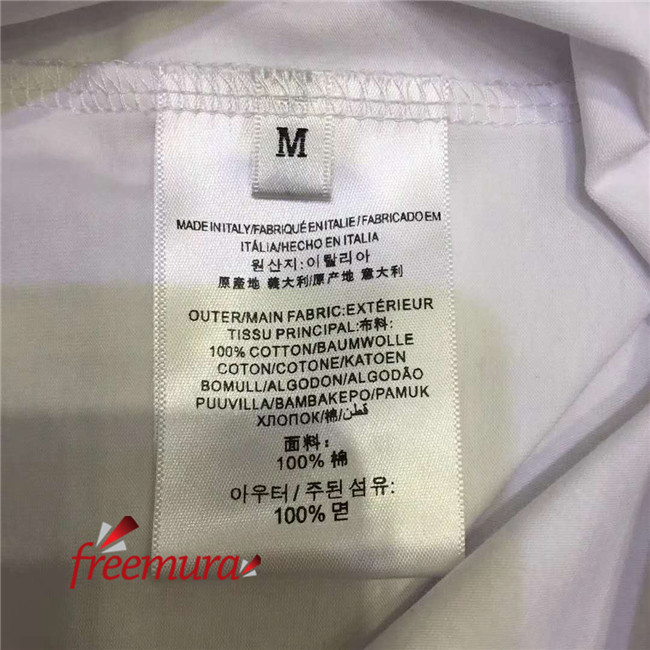 M
MADE IN ITALY/FABRIQUÉ EN ITALIE/FABRICADO EM
ITÁLIA/HECHO EN ITALIA
원산지:이탈리아
原產地 義大利/原产地 意大利
OUTER/MAIN FABRIC:EXTÉRIEUR
TISSU PRINCIPAL:布料:
100% COTTON/BAUMWOLLE
COTON/COTONE/KATOEN
BOMULL/ALGODON/ALGODÃO
PUUVILLA/BAMBAKEPO/PAMUK
ХЛОПОК/棉/قطن
面料:
100% 棉
아우터 / 주된 섬유:
100% 면
freemura